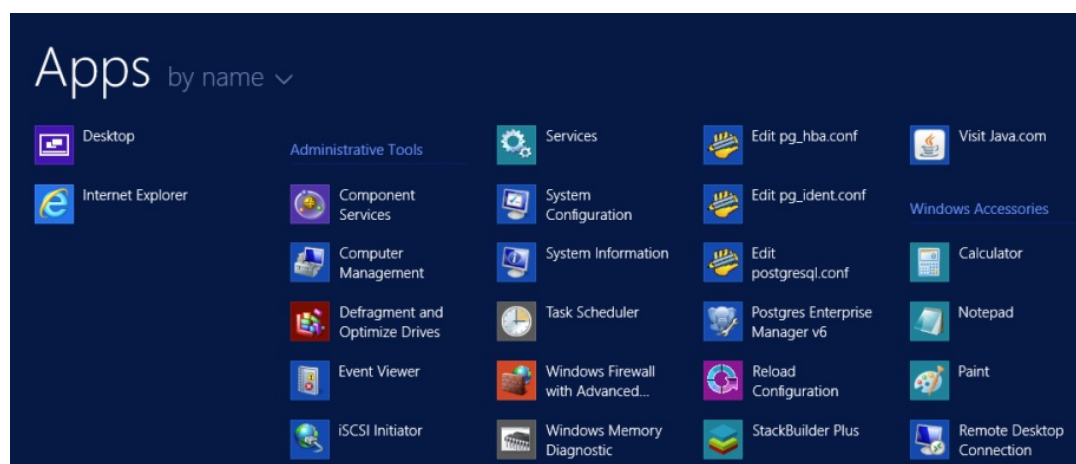 Apps by name
Desktop
Internet Explorer
Administrative Tools
Component
Services
Computer
Management
Defragment and
Optimize Drives
Event Viewer
iSCSI Initiator
Services
System
Configuration
System Information
Task Scheduler
Windows Firewall
with Advanced...
Windows Memory
Diagnostic
Edit pg_hba.conf
Edit pg_ident.conf
Edit
postgresql.conf
Postgres Enterprise
Manager v6
Reload
Configuration
StackBuilder Plus
Visit Java.com
Windows Accessories
Calculator
Notepad
Paint
Remote Desktop
Connection